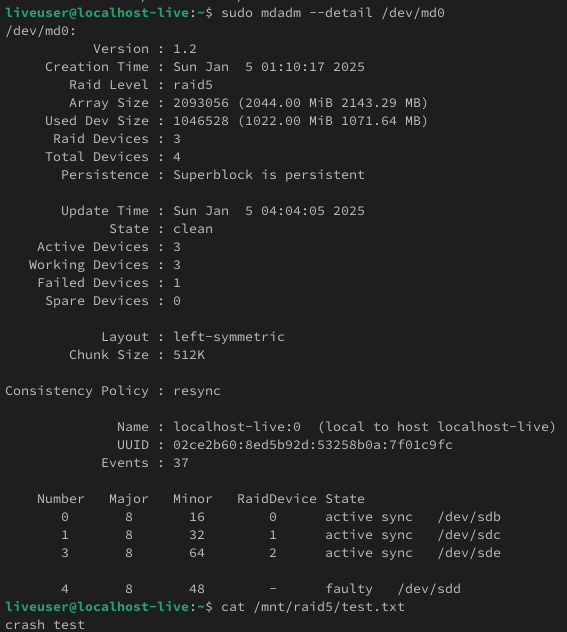 liveuser@localhost-live:~$ sudo mdadm --detail /dev/md0
/dev/md0:
Version : 1.2
Creation Time : Sun Jan  5 01:10:17 2025
Raid Level : raid5
Array Size : 2093056 (2044.00 MiB 2143.29 MB)
Used Dev Size : 1046528 (1022.00 MiB 1071.64 MB)
Raid Devices : 3
Total Devices : 4
Persistence : Superblock is persistent
Update Time : Sun Jan  5 04:04:05 2025
State : clean
Active Devices : 3
Working Devices : 3
Failed Devices : 1
Spare Devices : 0
Layout : left-symmetric
Chunk Size : 512K
Consistency Policy : resync
Name : localhost-live:0  (local to host localhost-live)
UUID : 02ce2b60:8ed5b92d:53258b0a:7f01c9fc
Events : 37
Number   Major   Minor   RaidDevice State
0       8       16        0      active sync   /dev/sdb
1       8       32        1      active sync   /dev/sdc
3       8       64        2      active sync   /dev/sde
4       8       48        -      faulty   /dev/sdd
liveuser@localhost-live:~$ cat /mnt/raid5/test.txt
crash test